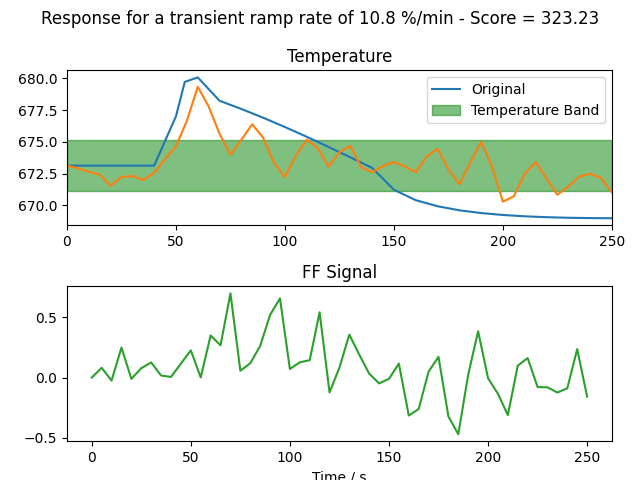 Response for a transient ramp rate of 10.8 %/min - Score = 323.23
Temperature
680.0
677.5
675.0
672.5
670.0
Original
Temperature Band
0 50 100 150 200 250
FF Signal
0.5
0.0
−0.5
0 50 100 150 200 250
Time / s